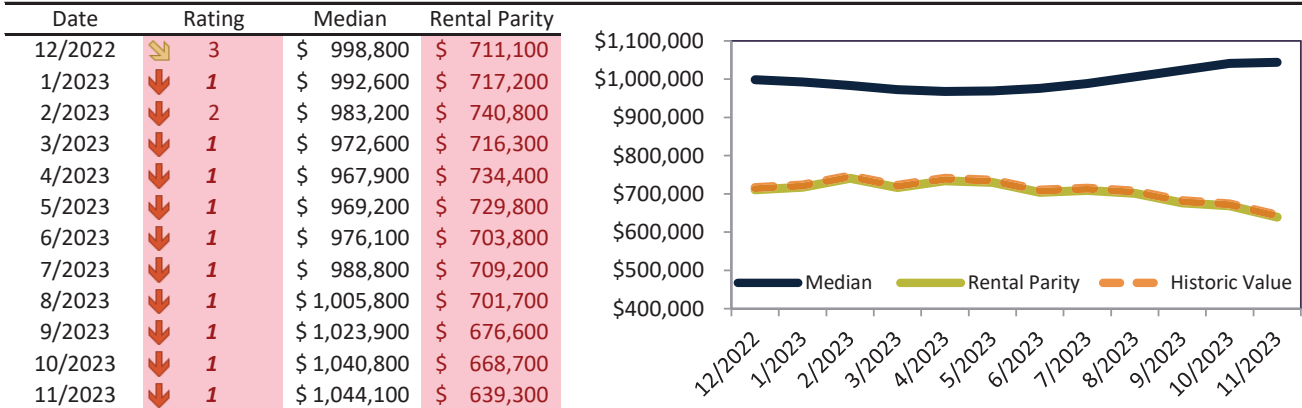 Date Rating Median Rental Parity
12/2022 3 $ 998,800 $ 711,100
1/2023 1 $ 992,600 $ 717,200
2/2023 2 $ 983,200 $ 740,800
3/2023 1 $ 972,600 $ 716,300
4/2023 1 $ 967,900 $ 734,400
5/2023 1 $ 969,200 $ 729,800
6/2023 1 $ 976,100 $ 703,800
7/2023 1 $ 988,800 $ 709,200
8/2023 1 $ 1,005,800 $ 701,700
9/2023 1 $ 1,023,900 $ 676,600
10/2023 1 $ 1,040,800 $ 668,700
11/2023 1 $ 1,044,100 $ 639,300
$1,100,000
$1,000,000
$900,000
$800,000
$700,000
$600,000
$500,000
$400,000
Median Rental Parity Historic Value
12/2022 1/2023 2/2023 3/2023 4/2023 5/2023 6/2023 7/2023 8/2023 9/2023 10/2023 11/2023